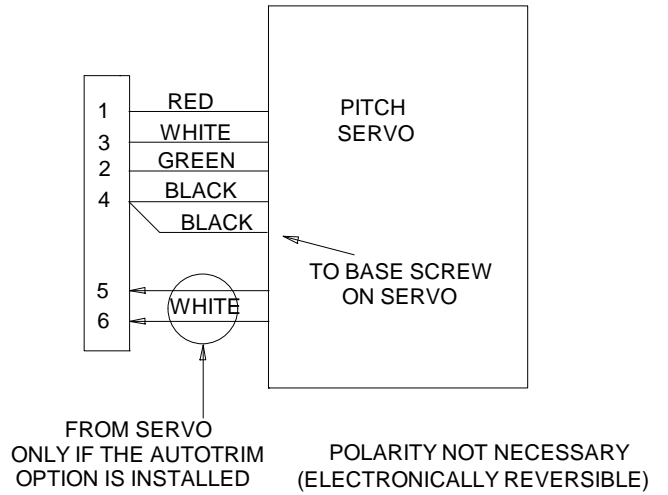 1
RED
PITCH
SERVO
3
WHITE
2
GREEN
4
BLACK
BLACK
TO BASE SCREW
ON SERVO
5
WHITE
6
FROM SERVO
ONLY IF THE AUTOTRIM
OPTION IS INSTALLED
POLARITY NOT NECESSARY
(ELECTRONICALLY REVERSIBLE)